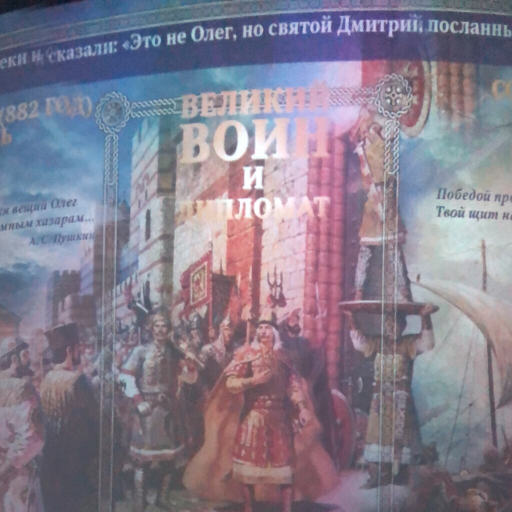 сказали: «Это не Олег, но святой Дмитрий, посланны
(882 ГОД)
Ь
ВЕЛИКИЙ
ВОИН
И
ДИПЛОМАТ
вещий Олег
хазарам...
А. С. Пушкин
Победой пр
Твой щит на